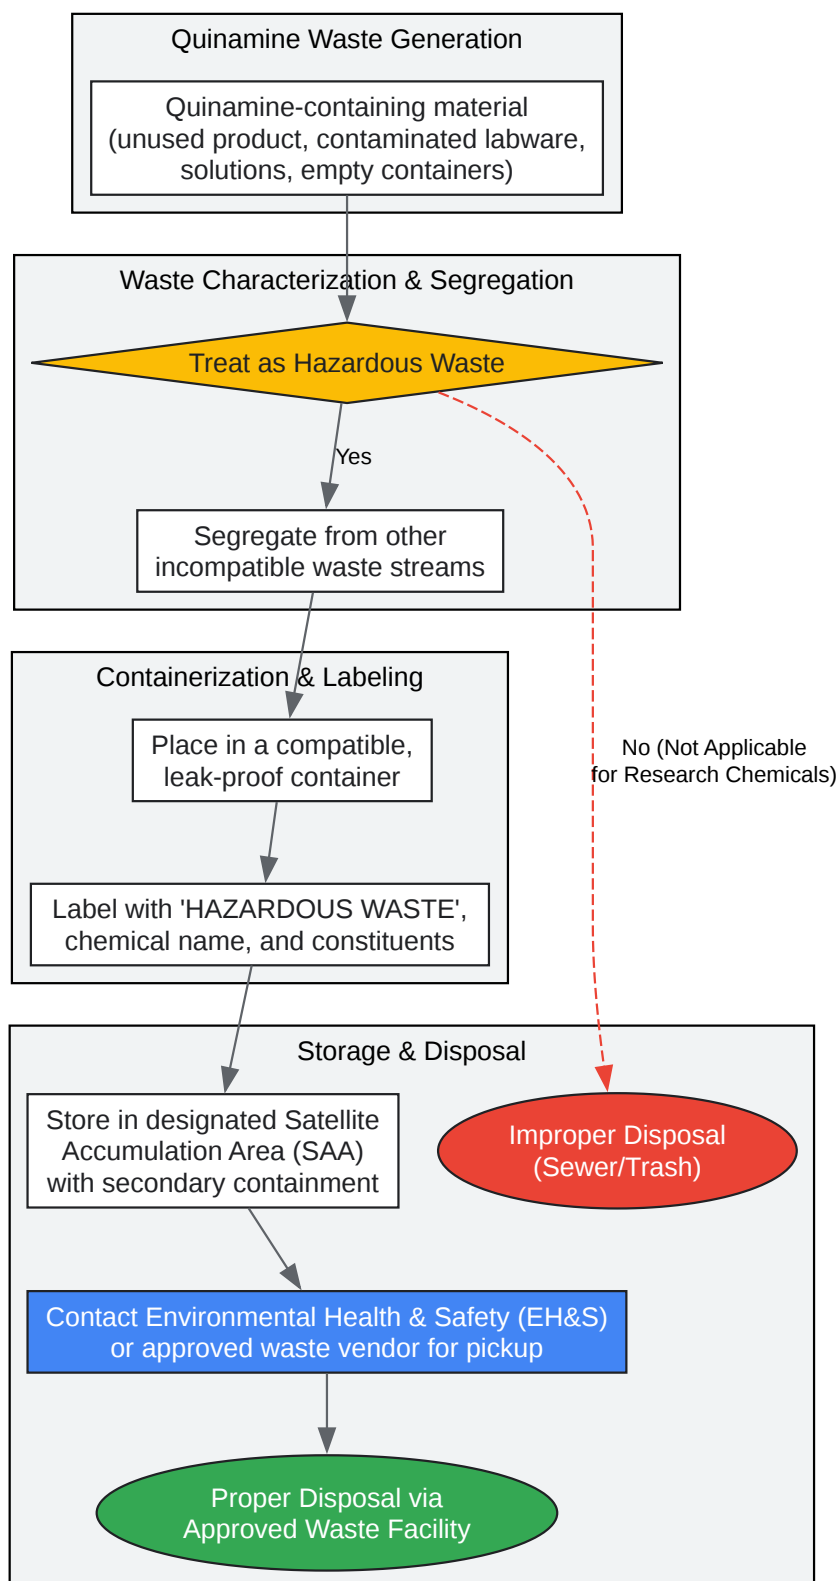 Quinamine Waste Generation
Quinamine-containing material
(unused product, contaminated labware,
solutions, empty containers)
Waste Characterization & Segregation
Treat as Hazardous Waste
Yes
Segregate from other
incompatible waste streams
Containerization & Labeling
Place in a compatible,
leak-proof container
No (Not Applicable
for Research Chemicals)
Label with 'HAZARDOUS WASTE',
chemical name, and constituents
Storage & Disposal
Store in designated Satellite
Accumulation Area (SAA)
with secondary containment
Improper Disposal
(Sewer/Trash)
Contact Environmental Health & Safety (EH&S)
or approved waste vendor for pickup
Proper Disposal via
Approved Waste Facility